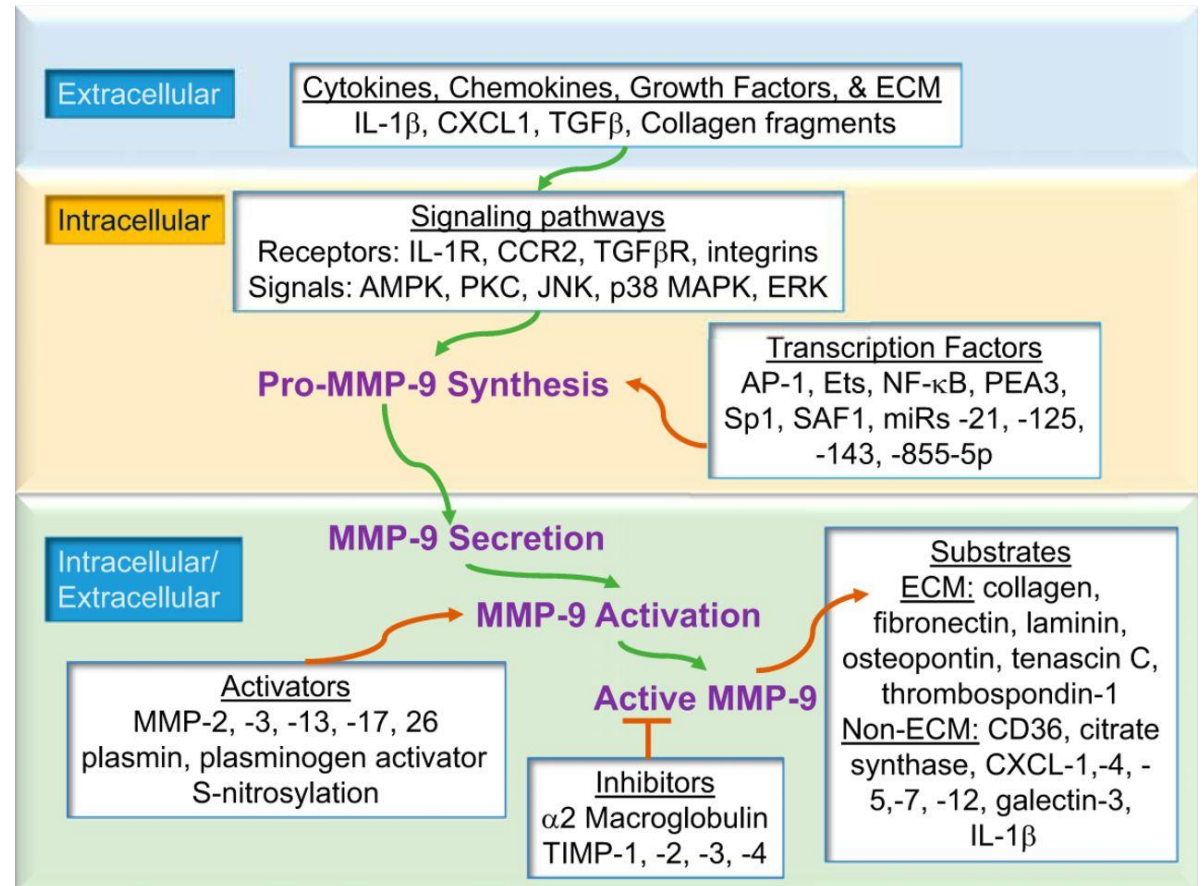 Extracellular
Cytokines, Chemokines, Growth Factors, & ECM
IL-1β, CXCL1, TGFβ, Collagen fragments
Intracellular
Signaling pathways
Receptors: IL-1R, CCR2, TGFβR, integrins
Signals: AMPK, PKC, JNK, p38 MAPK, ERK
Pro-MMP-9 Synthesis
Transcription Factors
AP-1, Ets, NF-κB, PEA3,
Sp1, SAF1, miRs -21, -125,
-143, -855-5p
Intracellular/
Extracellular
MMP-9 Secretion
MMP-9 Activation
Active MMP-9
Activators
MMP-2, -3, -13, -17, 26
plasmin, plasminogen activator
S-nitrosylation
Inhibitors
α2 Macroglobulin
TIMP-1, -2, -3, -4
Substrates
ECM: collagen,
fibronectin, laminin,
osteopontin, tenascin C,
thrombospondin-1
Non-ECM: CD36, citrate
synthase, CXCL-1,-4, -
5,-7, -12, galectin-3,
IL-1β